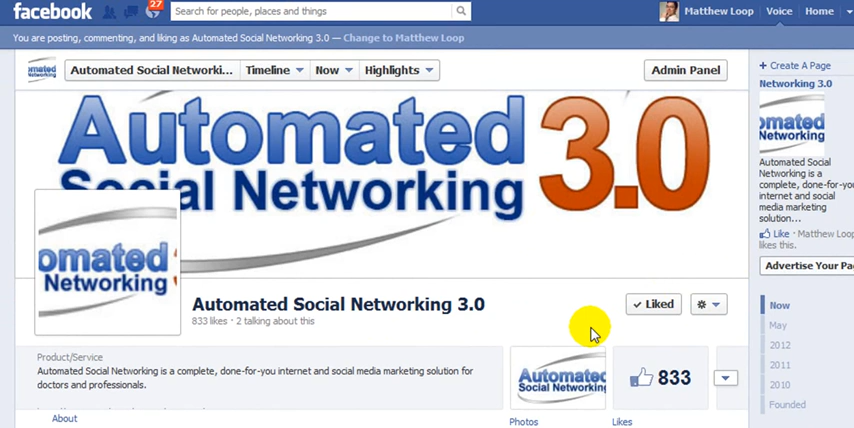 facebook
27
Search for people, places and things
Matthew Loop
Voice
Home
You are posting, commenting, and liking as Automated Social Networking 3.0 — Change to Matthew Loop
omated
Networking
Automated Social Networki...
Timeline
Now
Highlights
Admin Panel
Automated 3.0
Social Networking
omated
Networking
Automated Social Networking 3.0
833 likes · 2 talking about this
Liked
Product/Service
Automated Social Networking is a complete, done-for-you internet and social media marketing solution for
doctors and professionals.
About
Automated
Social Networking
Photos
833
Likes
+ Create A Page
Networking 3.0
omated
Networking
Automated Social
Networking is a
complete, done-for-you
internet and social
media marketing
solution...
Like · Matthew Loop
likes this.
Advertise Your Pa
Now
May
2012
2011
2010
Founded